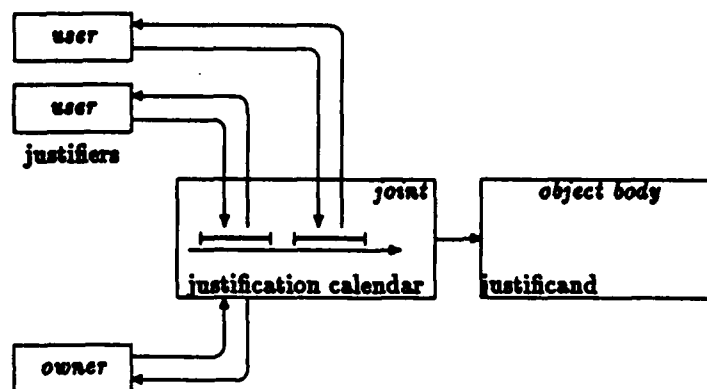 user
user
justifiers
joint
object body
justification calendar
justificand
owner